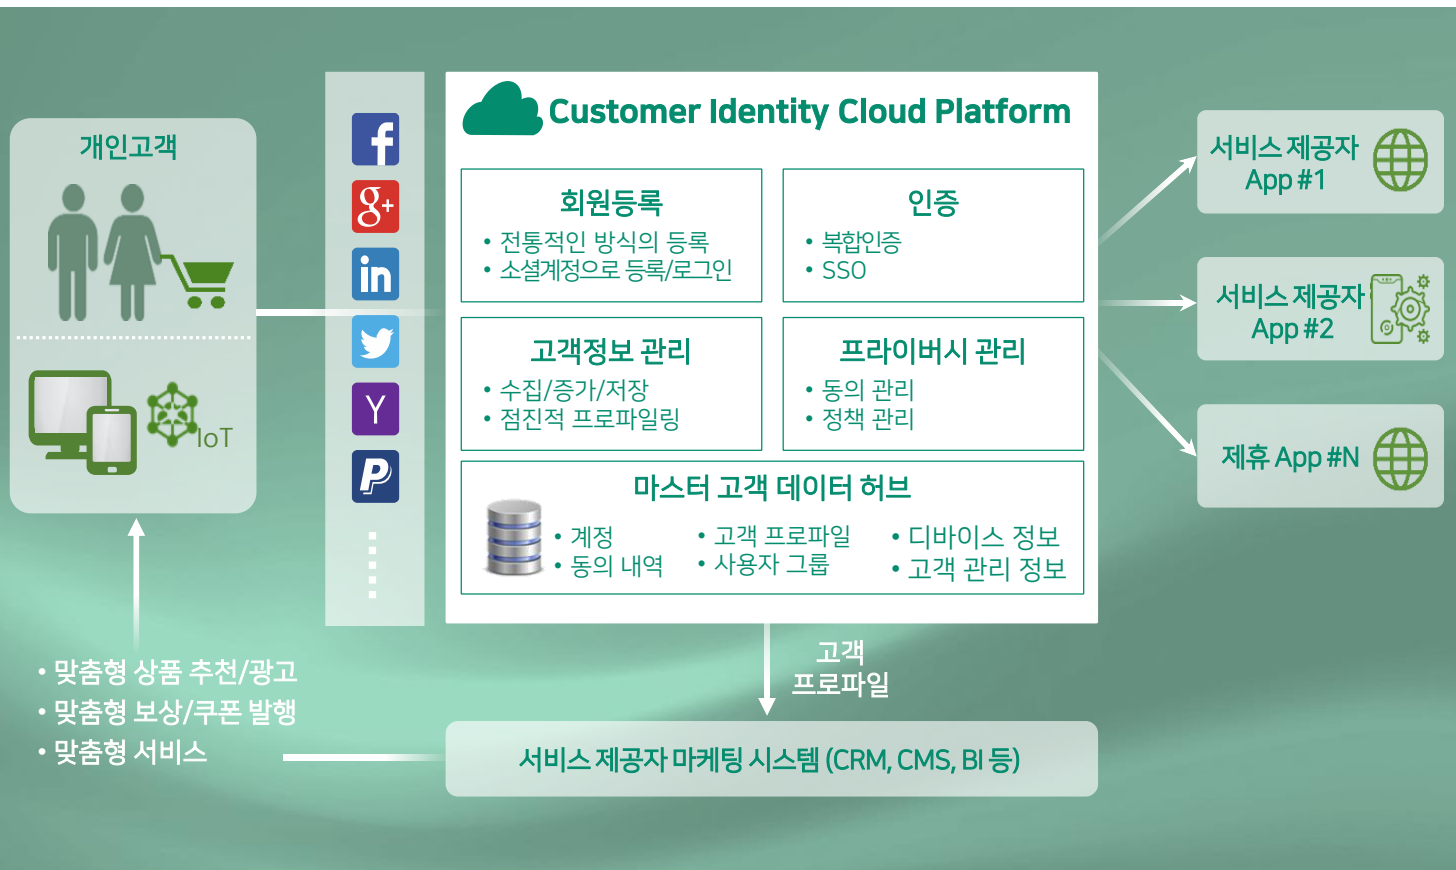 개인고객
IoT
f
g+
in
Y
P
Customer Identity Cloud Platform
회원등록
• 전통적인 방식의 등록
• 소셜계정으로 등록/로그인
인증
• 복합인증
• SSO
고객정보 관리
• 수집/증가/저장
• 점진적 프로파일링
프라이버시 관리
• 동의 관리
• 정책 관리
마스터 고객 데이터 허브
• 계정
• 동의 내역
• 고객 프로파일
• 사용자 그룹
• 디바이스 정보
• 고객 관리 정보
서비스 제공자
App #1
서비스 제공자
App #2
제휴 App #N
고객
프로파일
• 맞춤형 상품 추천/광고
• 맞춤형 보상/쿠폰 발행
• 맞춤형 서비스
서비스 제공자 마케팅 시스템 (CRM, CMS, BI 등)